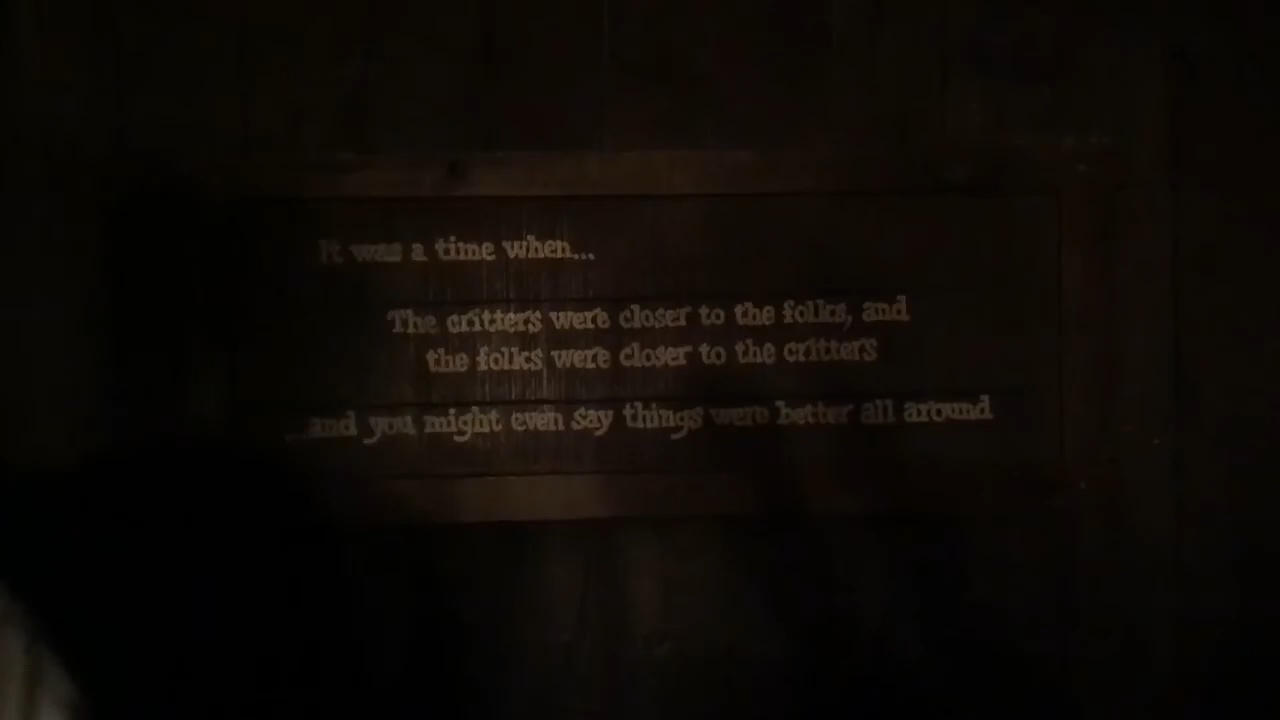 It was a time when...
The critters were closer to the folks, and
the folks were closer to the critters
...and you might even say things were better all around